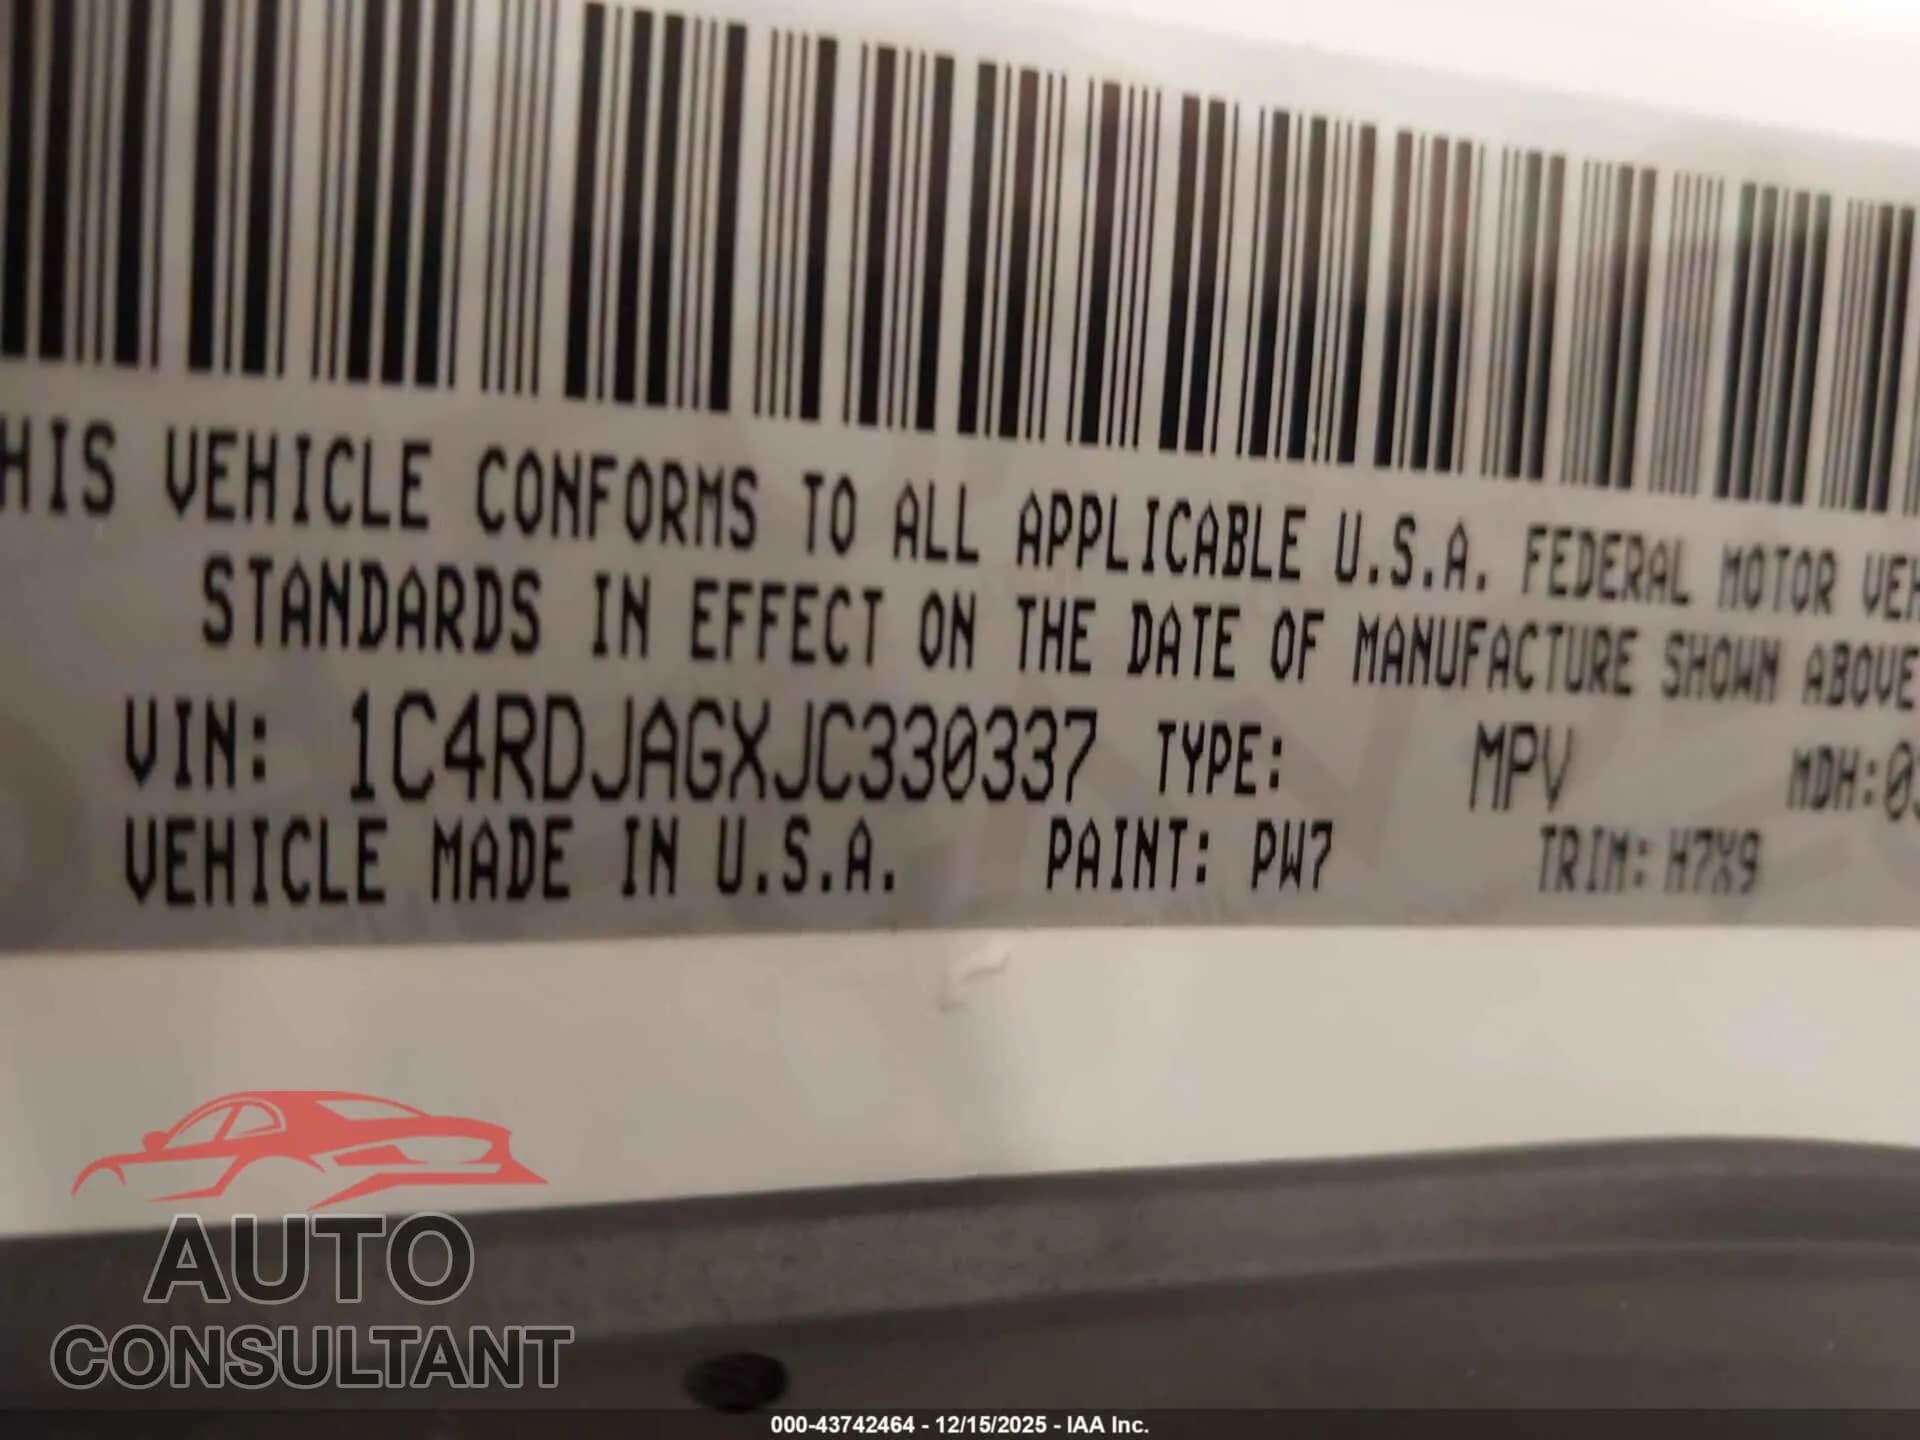 HIS VEHICLE CONFORMS TO ALL APPLICABLE U.S.A. FEDERAL MOTOR VEH
STANDARDS IN EFFECT ON THE DATE OF MANUFACTURE SHOWN ABOVE
VIN: 1C4RDJAGXJC330337 TYPE: MPV MDH:03
VEHICLE MADE IN U.S.A. PAINT: PW7 TRIM: H7X9
AUTO
CONSULTANT
000-43742464 - 12/15/2025 - IAA Inc.